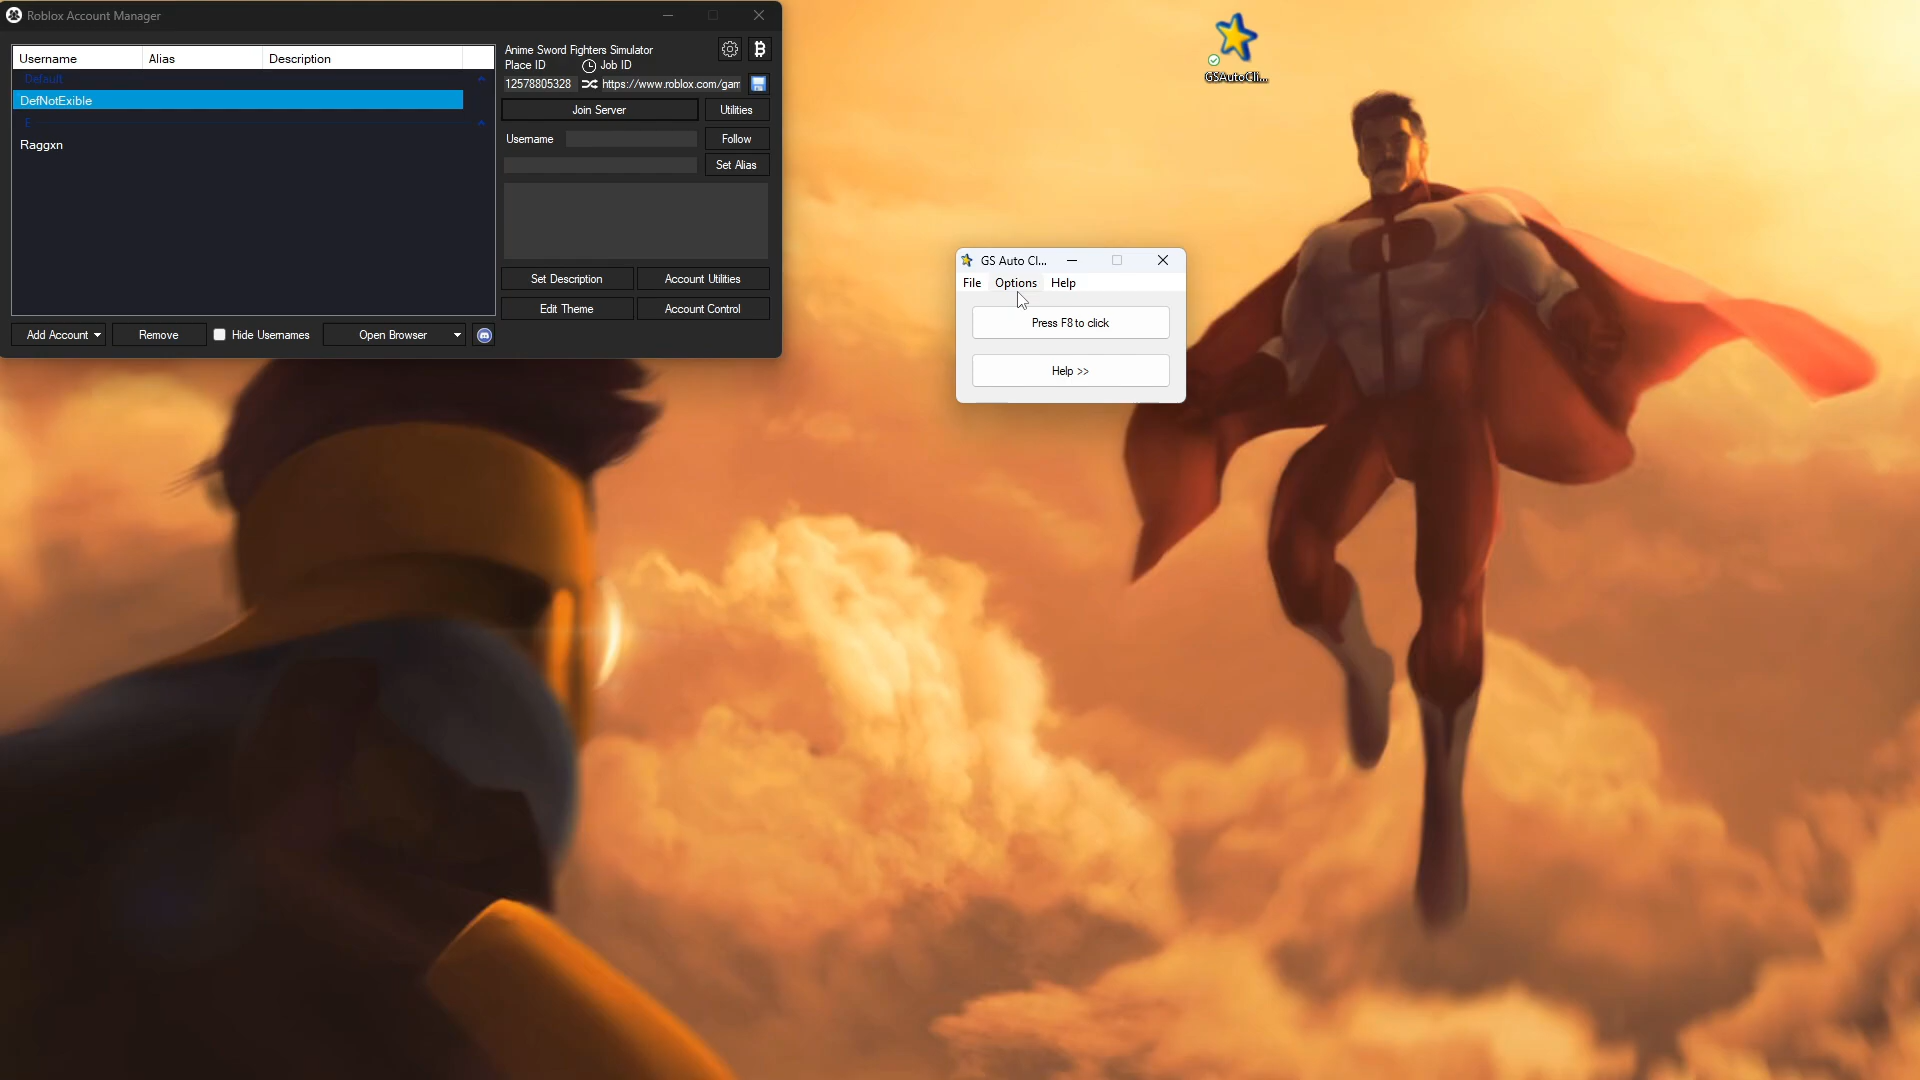 Roblox Account Manager
Username Alias Description
Default
DefNotExible
E
Raggxn
Add Account
Remove
Hide Usernames
Open Browser
Anime Sword Fighters Simulator
Place ID
Job ID
12578805328
https://www.roblox.com/gam
Join Server
Utilities
Username
Follow
Set Alias
Set Description
Account Utilities
Edit Theme
Account Control
GS Auto Cl...
File Options Help
Press F8 to click
Help >>
GSAutoCli...